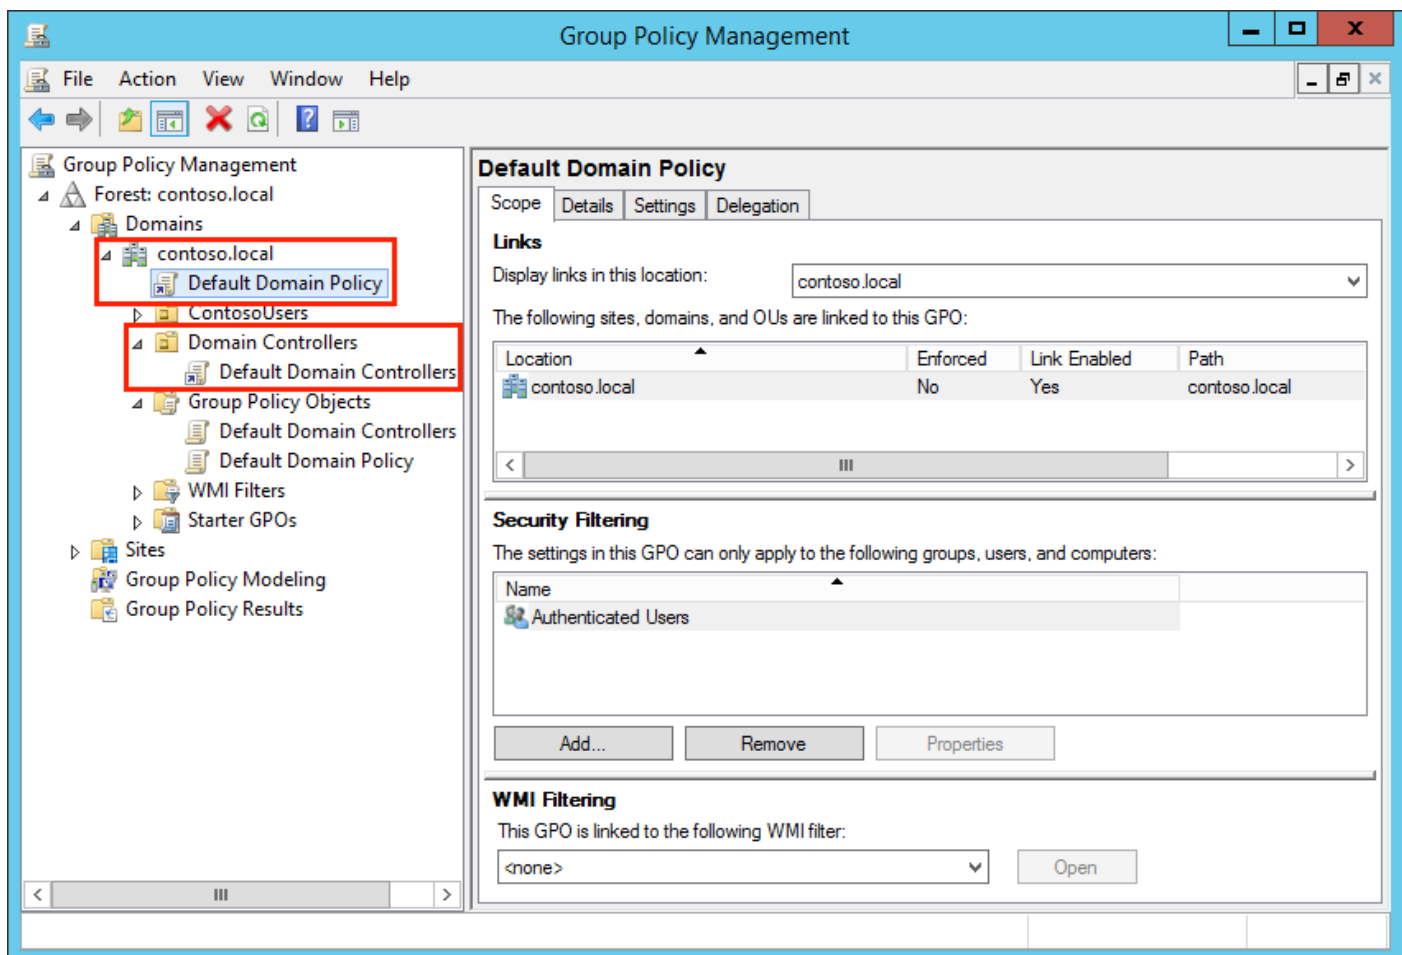 Group Policy Management
File Action View Window Help
Group Policy Management
Forest: contoso.local
Domains
contoso.local
Default Domain Policy
ContosoUsers
Domain Controllers
Default Domain Controllers
Group Policy Objects
Default Domain Controllers
Default Domain Policy
WMI Filters
Starter GPOs
Sites
Group Policy Modeling
Group Policy Results
Default Domain Policy
Scope Details Settings Delegation
Links
Display links in this location: contoso.local
The following sites, domains, and OUs are linked to this GPO:
Location Enforced Link Enabled Path
contoso.local No Yes contoso.local
Security Filtering
The settings in this GPO can only apply to the following groups, users, and computers:
Name
Authenticated Users
Add... Remove Properties
WMI Filtering
This GPO is linked to the following WMI filter:
<none> Open